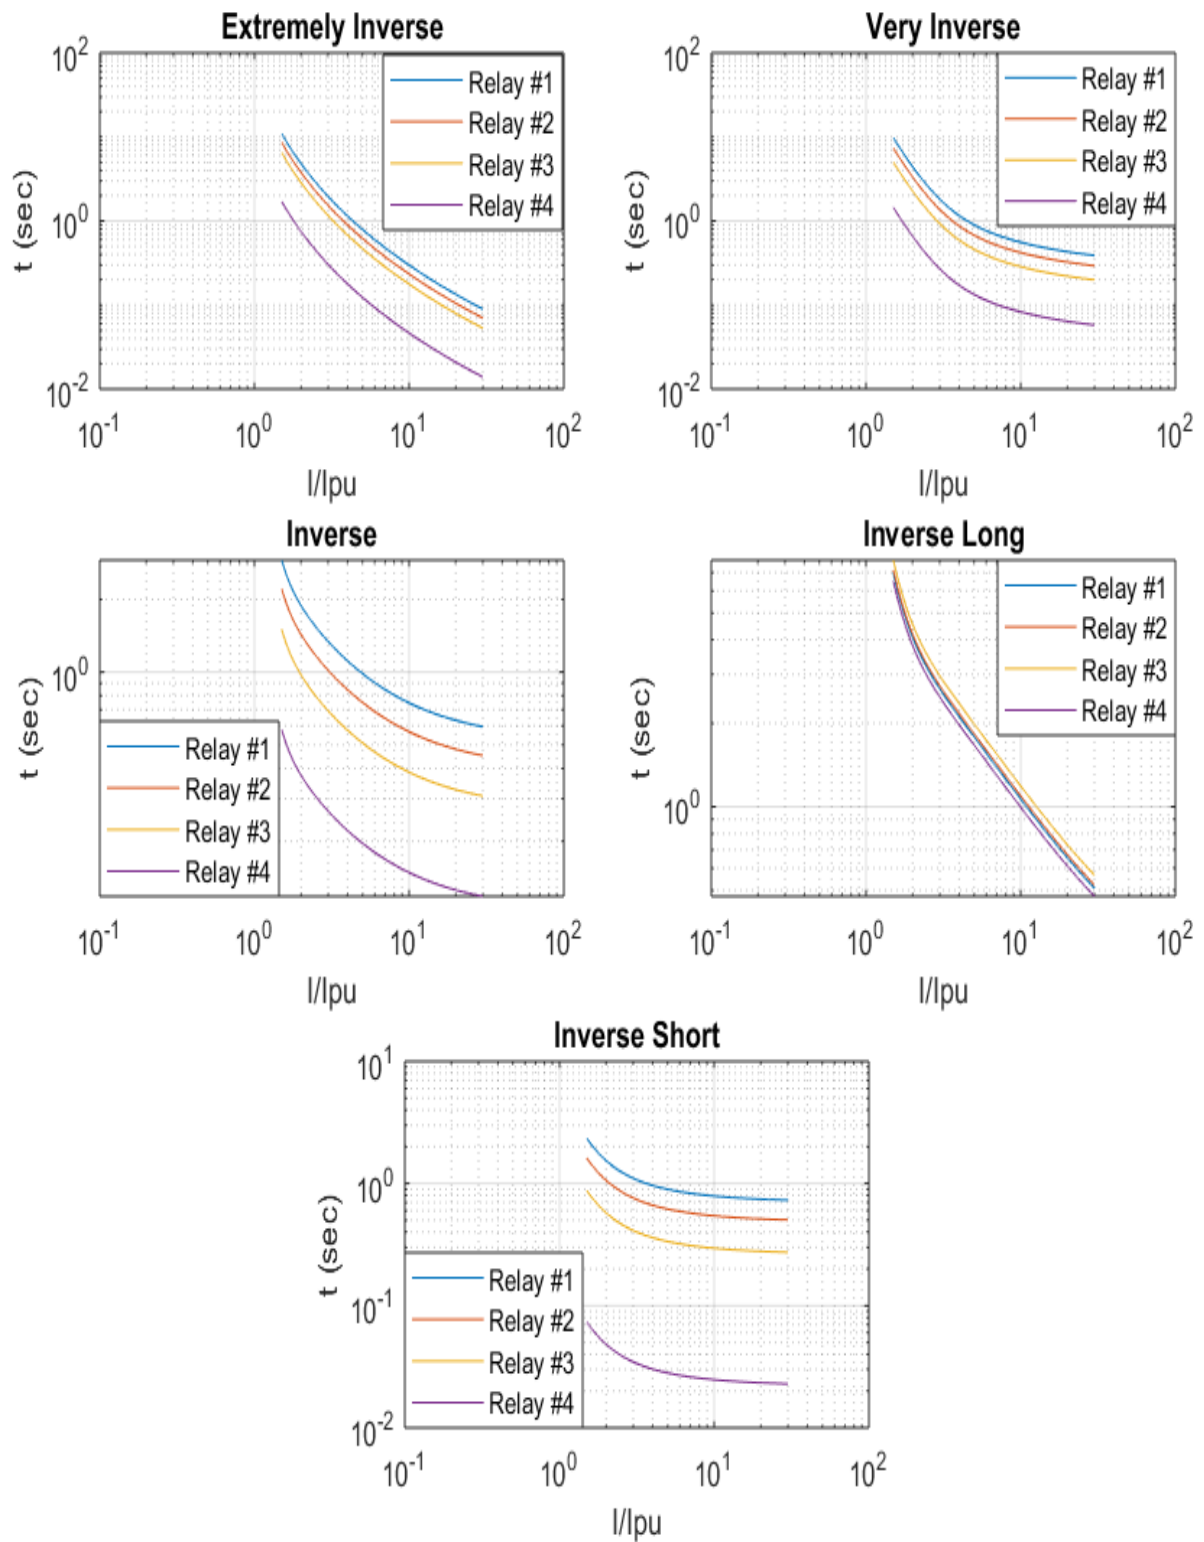 Extremely Inverse
10^2
10^0
10^-2
t (sec)
Relay #1
Relay #2
Relay #3
Relay #4
10^-1 10^0 10^1 10^2
I/Ipu
Very Inverse
10^2
10^0
10^-2
t (sec)
Relay #1
Relay #2
Relay #3
Relay #4
10^-1 10^0 10^1 10^2
I/Ipu
Inverse
10^0
t (sec)
Relay #1
Relay #2
Relay #3
Relay #4
10^-1 10^0 10^1 10^2
I/Ipu
Inverse Long
10^0
t (sec)
Relay #1
Relay #2
Relay #3
Relay #4
10^-1 10^0 10^1 10^2
I/Ipu
Inverse Short
10^1
10^0
10^-1
10^-2
t (sec)
Relay #1
Relay #2
Relay #3
Relay #4
10^-1 10^0 10^1 10^2
I/Ipu